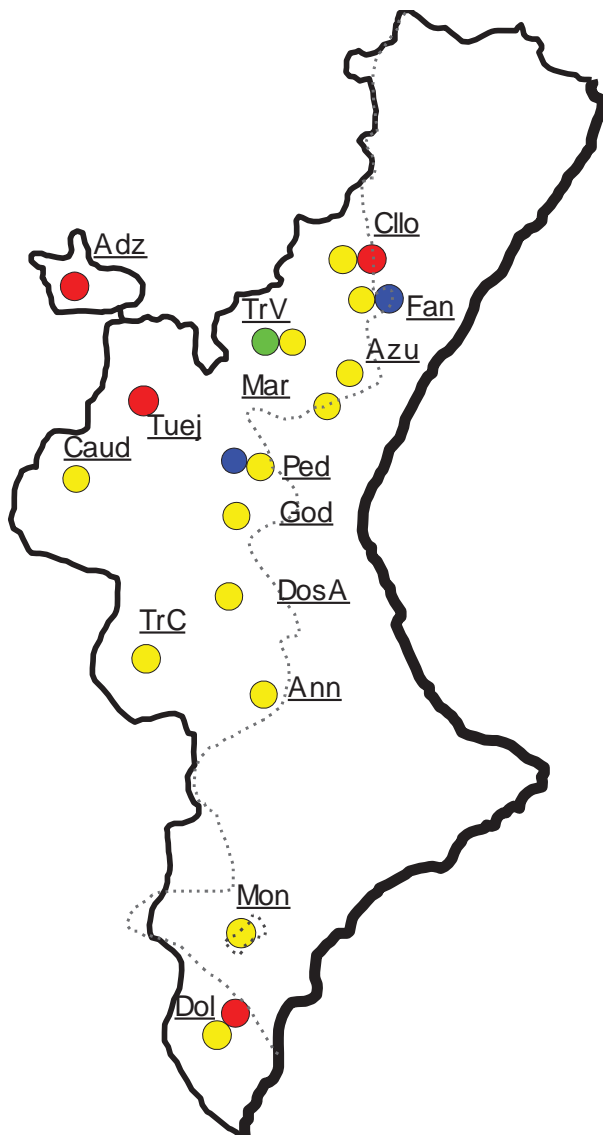 Cllo
Adz
Fan
TrV
Azu
Mar
Tuej
Caud
Ped
God
DosA
TrC
Ann
Mon
Dol